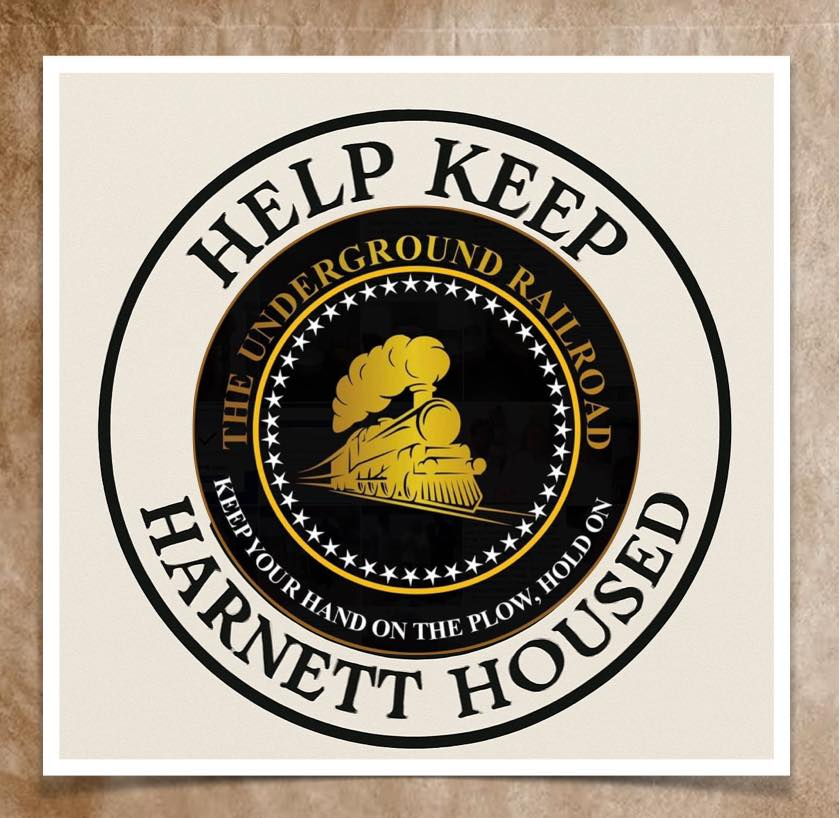 HELP KEEP
THE UNDERGROUND RAILROAD
KEEP YOUR HAND ON THE PLOW, HOLD ON
HARNETT HOUSED